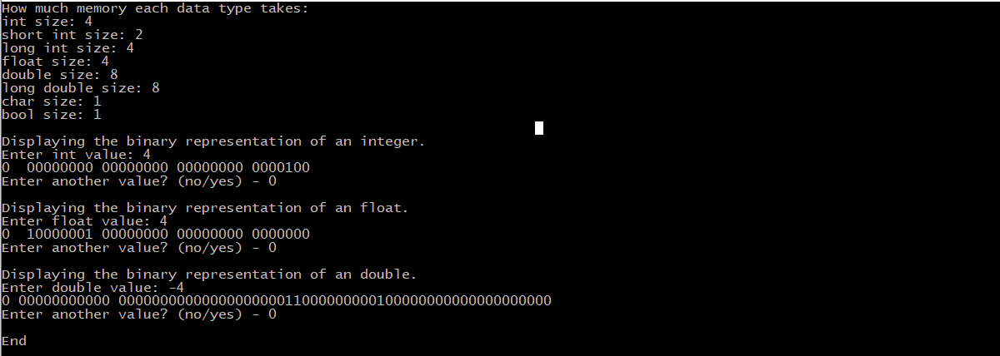 How much memory each data type takes:
int size: 4
short int size: 2
long int size: 4
float size: 4
double size: 8
long double size: 8
char size: 1
bool size: 1
Displaying the binary representation of an integer.
Enter int value: 4
0  00000000 00000000 00000000 0000100
Enter another value? (no/yes) - 0
Displaying the binary representation of an float.
Enter float value: 4
0  10000001 00000000 00000000 0000000
Enter another value? (no/yes) - 0
Displaying the binary representation of an double.
Enter double value: -4
0 00000000000 0000000000000000000011000000000100000000000000000000
Enter another value? (no/yes) - 0
End